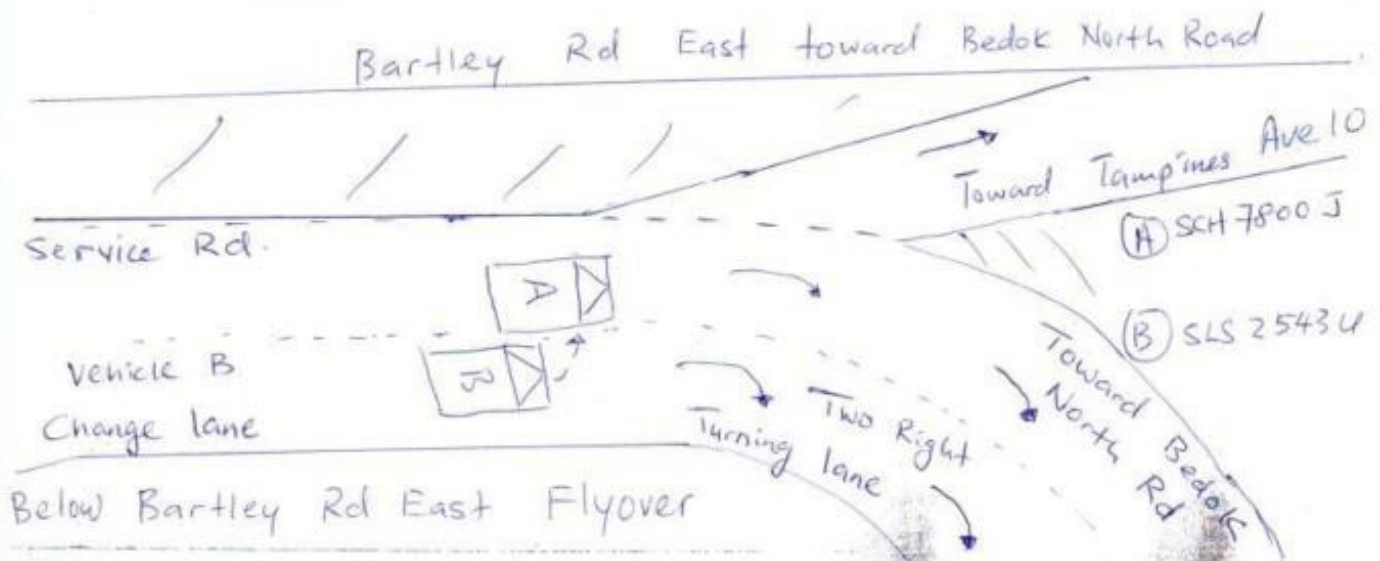 Bartley Rd East toward Bedok North Road
Toward Tampines Ave 10
Service Rd.
A SCH 7800 J
A
B SLS 2543 U
B
Vehicle B
Change lane
Two Right
Turning lane
Toward Bedok
North Rd
Below Bartley Rd East Flyover